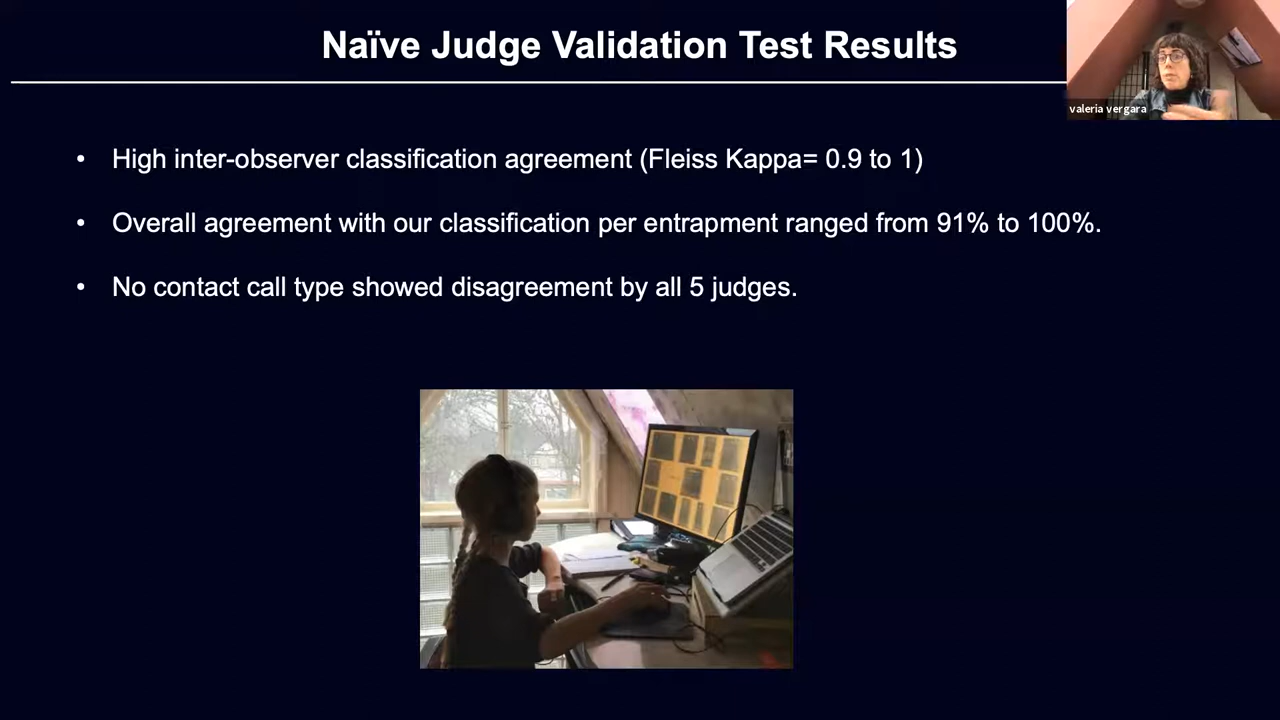 Naïve Judge Validation Test Results
valeria vergara
• High inter-observer classification agreement (Fleiss Kappa= 0.9 to 1)
• Overall agreement with our classification per entrapment ranged from 91% to 100%.
• No contact call type showed disagreement by all 5 judges.